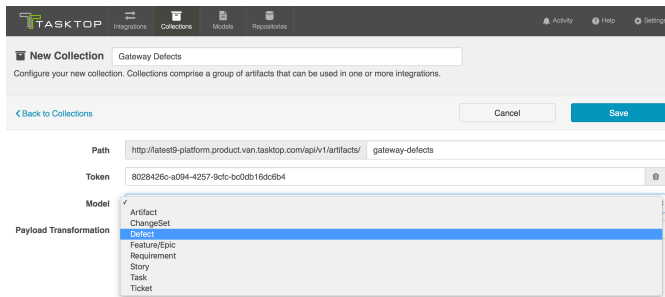 TASKTOP
Integrations
Collections
Models
Repositories
Activity
Help
Settings
New Collection
Gateway Defects
Configure your new collection. Collections comprise a group of artifacts that can be used in one or more integrations.
Back to Collections
Cancel
Save
Path
http://latest9-platform.product.van.tasktop.com/api/v1/artifacts/
gateway-defects
Token
8028426c-a094-4257-9cfc-bc0db16dc6b4
Model
Artifact
ChangeSet
Defect
Feature/Epic
Requirement
Story
Task
Ticket
Payload Transformation